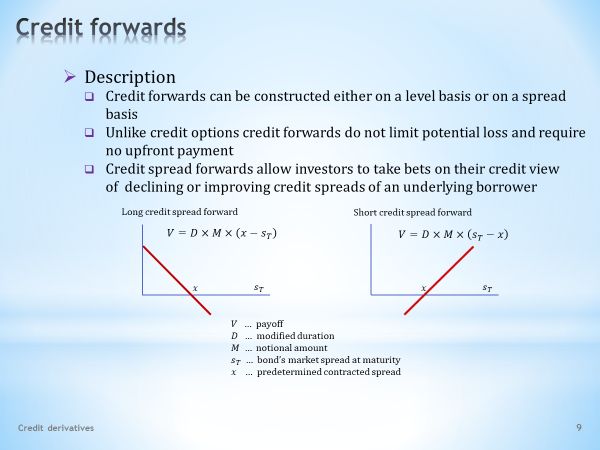 Credit forwards
Description
Credit forwards can be constructed either on a level basis or on a spread
basis
Unlike credit options credit forwards do not limit potential loss and require
no upfront payment
Credit spread forwards allow investors to take bets on their credit view
of declining or improving credit spreads of an underlying borrower
Long credit spread forward
V = D × M × (x − s_T)
x
s_T
Short credit spread forward
V = D × M × (s_T − x)
x
s_T
V … payoff
D … modified duration
M … notional amount
s_T … bond's market spread at maturity
x … predetermined contracted spread
Credit derivatives
9